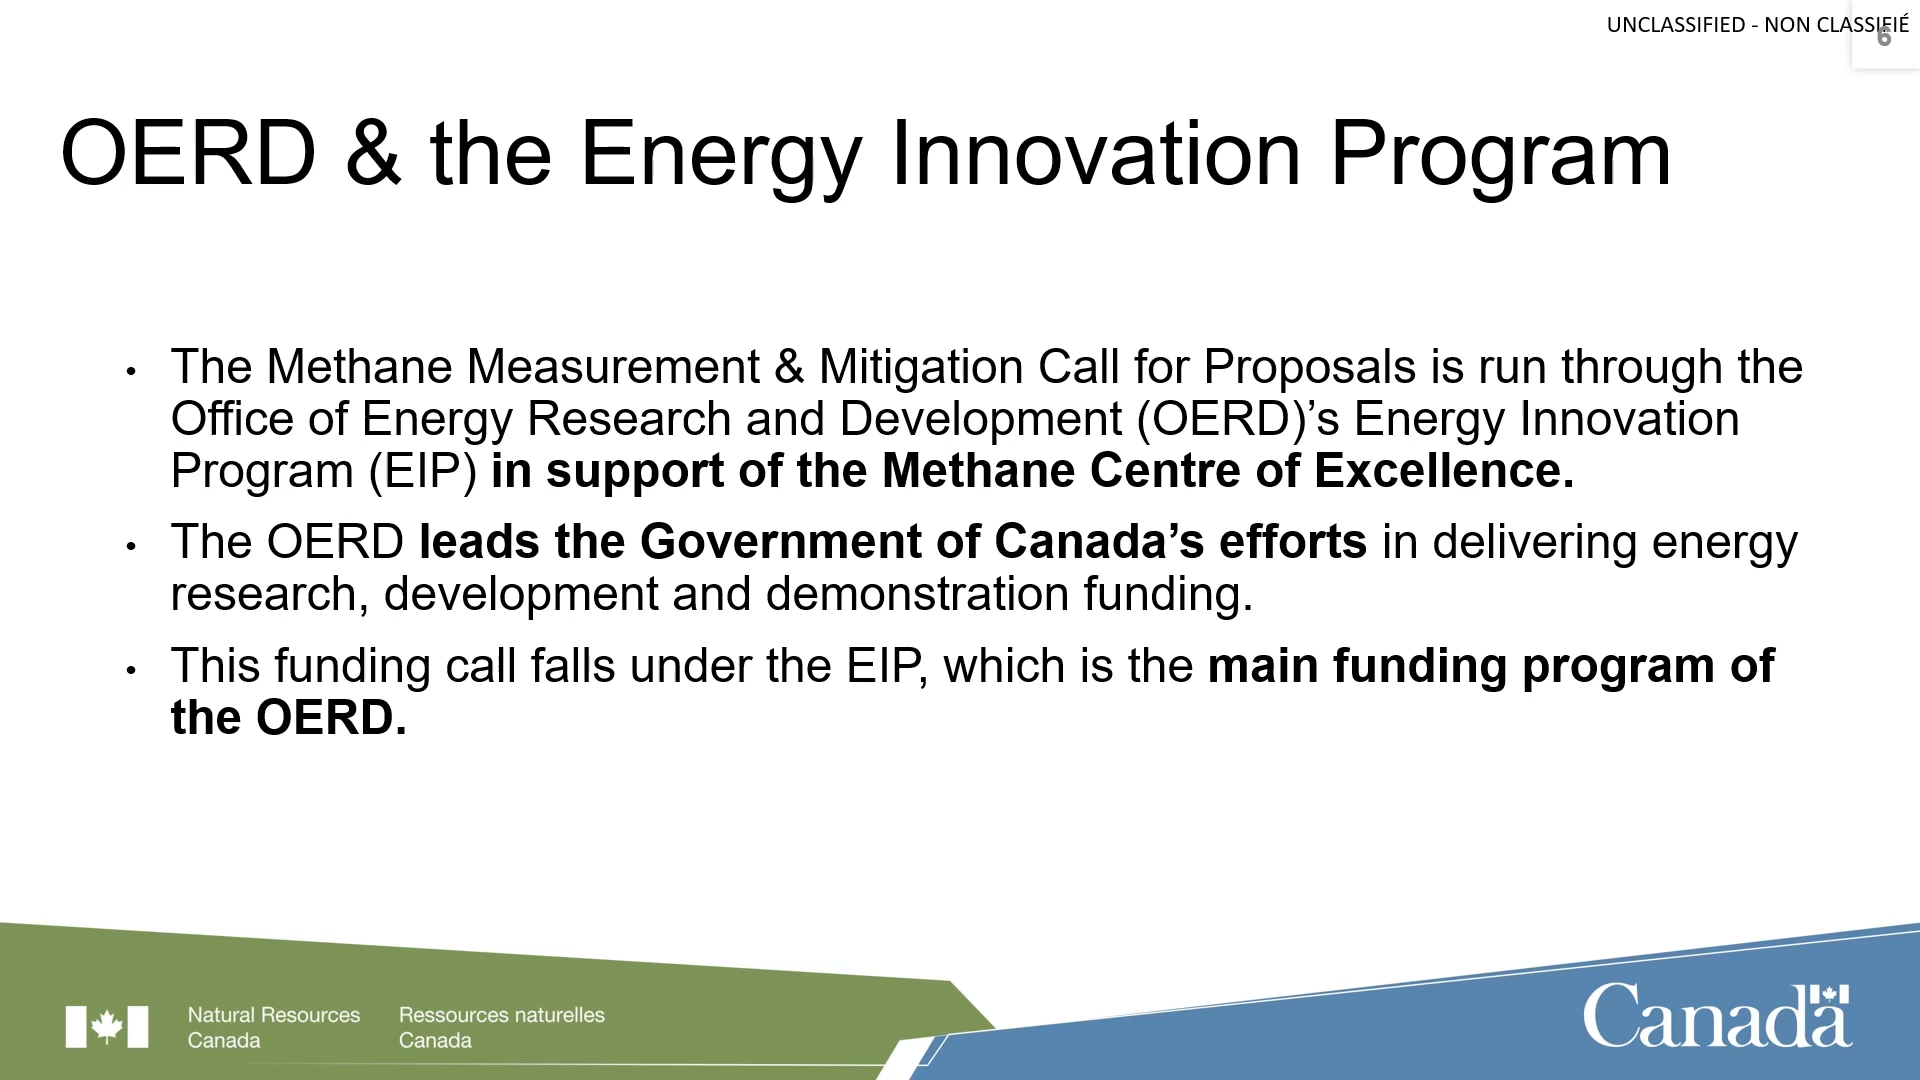 UNCLASSIFIED - NON CLASSIFIÉ
6
OERD & the Energy Innovation Program
• The Methane Measurement & Mitigation Call for Proposals is run through the
Office of Energy Research and Development (OERD)’s Energy Innovation
Program (EIP) in support of the Methane Centre of Excellence.
• The OERD leads the Government of Canada’s efforts in delivering energy
research, development and demonstration funding.
• This funding call falls under the EIP, which is the main funding program of
the OERD.
Natural Resources
Canada
Ressources naturelles
Canada
Canada